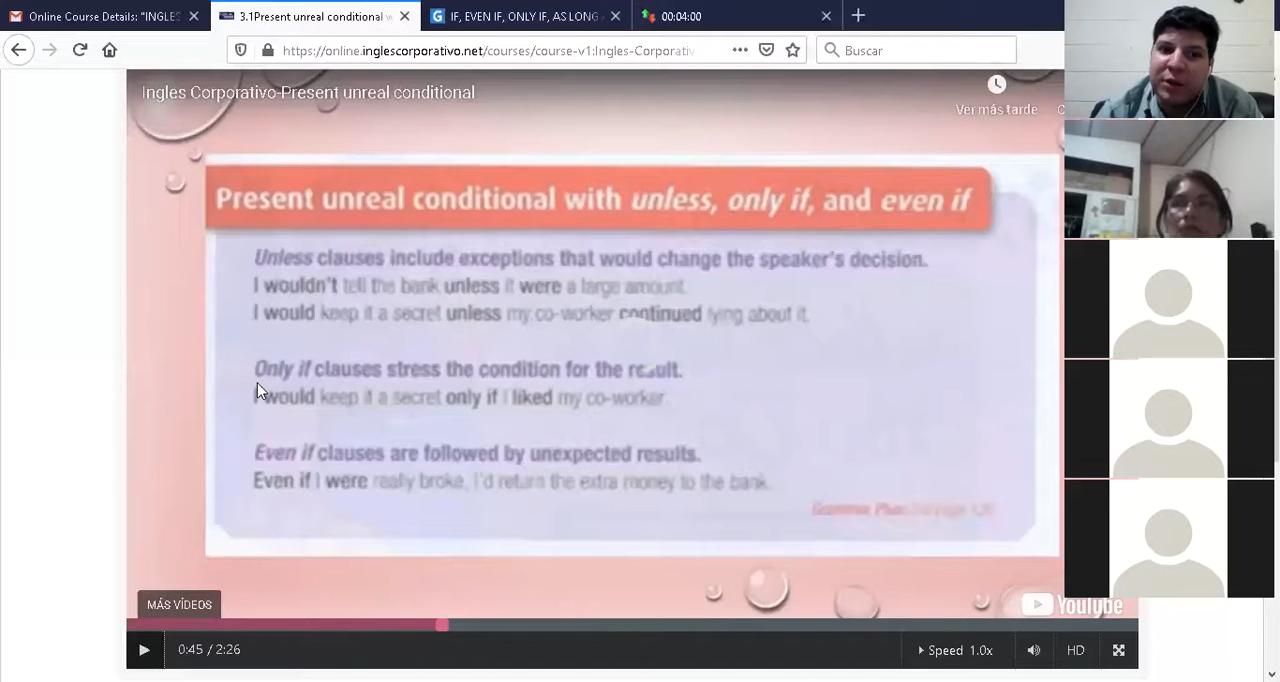 Online Course Details: "INGLES
3.1Present unreal conditional w
IF, EVEN IF, ONLY IF, AS LONG
00:04:00
https://online.inglescorporativo.net/courses/course-v1:Ingles-Corporativ
Buscar
Ingles Corporativo-Present unreal conditional
Ver más tarde
C
Present unreal conditional with unless, only if, and even if
Unless clauses include exceptions that would change the speaker's decision.
I wouldn't tell the bank unless it were a large amount.
I would keep it a secret unless my co-worker continued lying about it.
Only if clauses stress the condition for the result.
I would keep it a secret only if I liked my co-worker.
Even if clauses are followed by unexpected results.
Even if I were really broke, I'd return the extra money to the bank.
Grammar Plus
MÁS VÍDEOS
YouTube
0:45 / 2:26
Speed 1.0x
HD